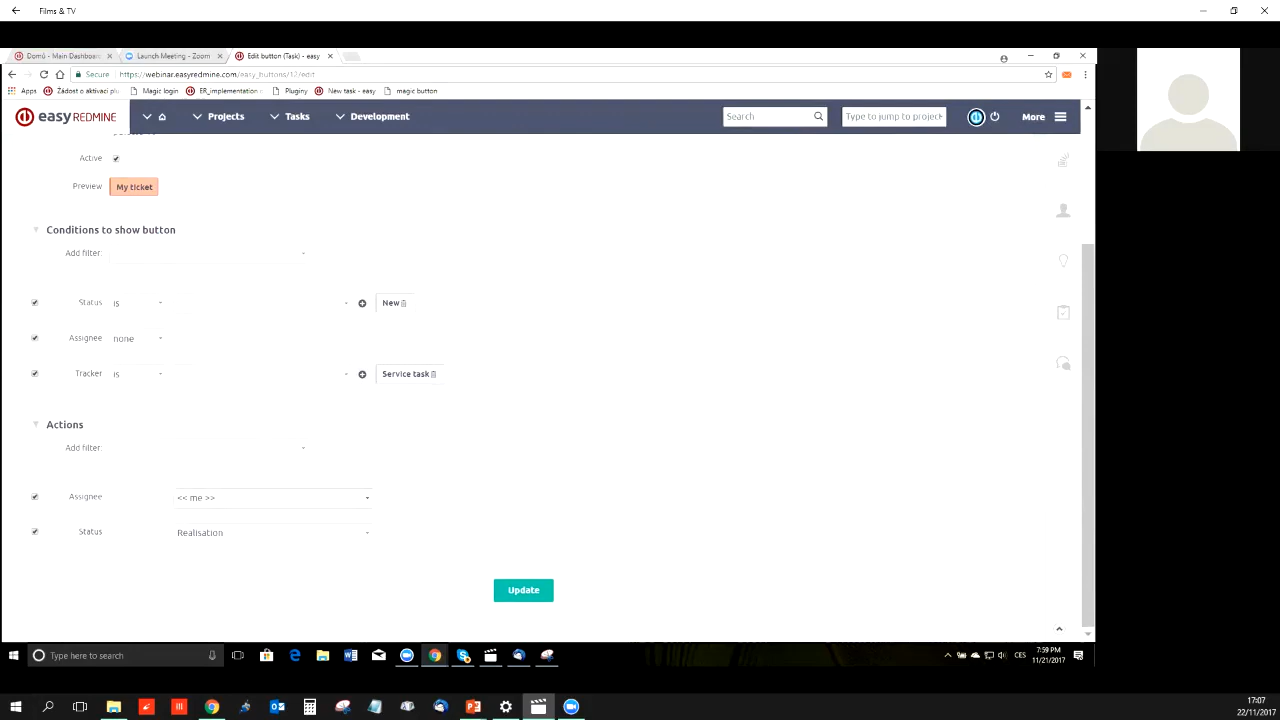 Films & TV
Domů - Main Dashboard
Launch Meeting - Zoom
Edit button (Task) - easy
Secure
https://webinar.easyredmine.com/easy_buttons/12/edit
Apps
Žádost o aktivaci plu
Magic login
ER_implementation
Pluginy
New task - easy
magic button
easy REDMINE
Projects
Tasks
Development
Search
Type to jump to project
More
Active
Preview
My ticket
Conditions to show button
Add filter:
Status
is
New
Assignee
none
Tracker
is
Service task
Actions
Add filter:
Assignee
<< me >>
Status
Realisation
Update
Type here to search
CES
7:59 PM
11/21/2017
17:07
22/11/2017